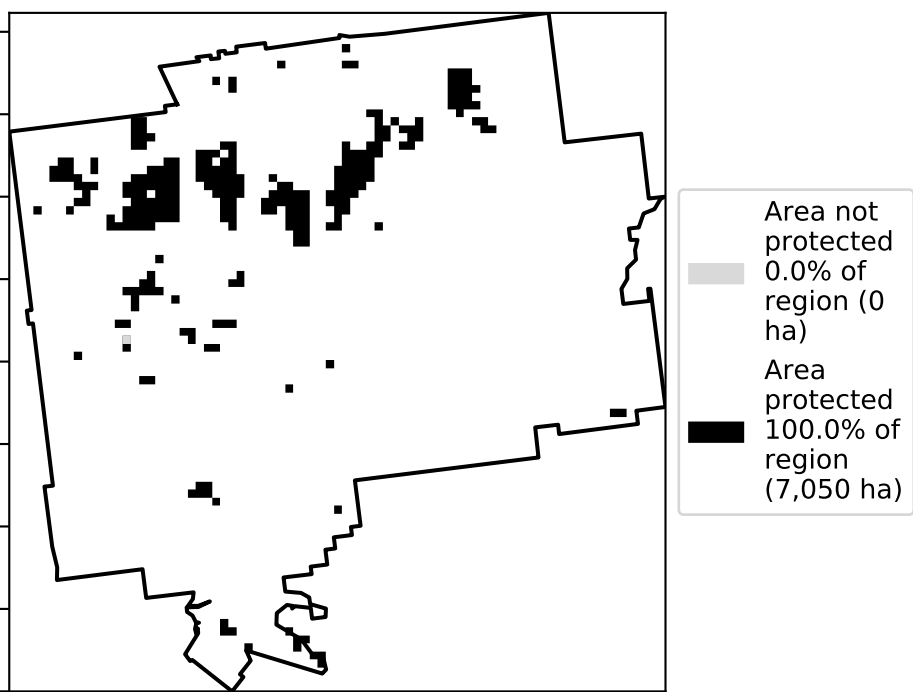 Area not
protected
0.0% of
region (0
ha)
Area
protected
100.0% of
region
(7,050 ha)